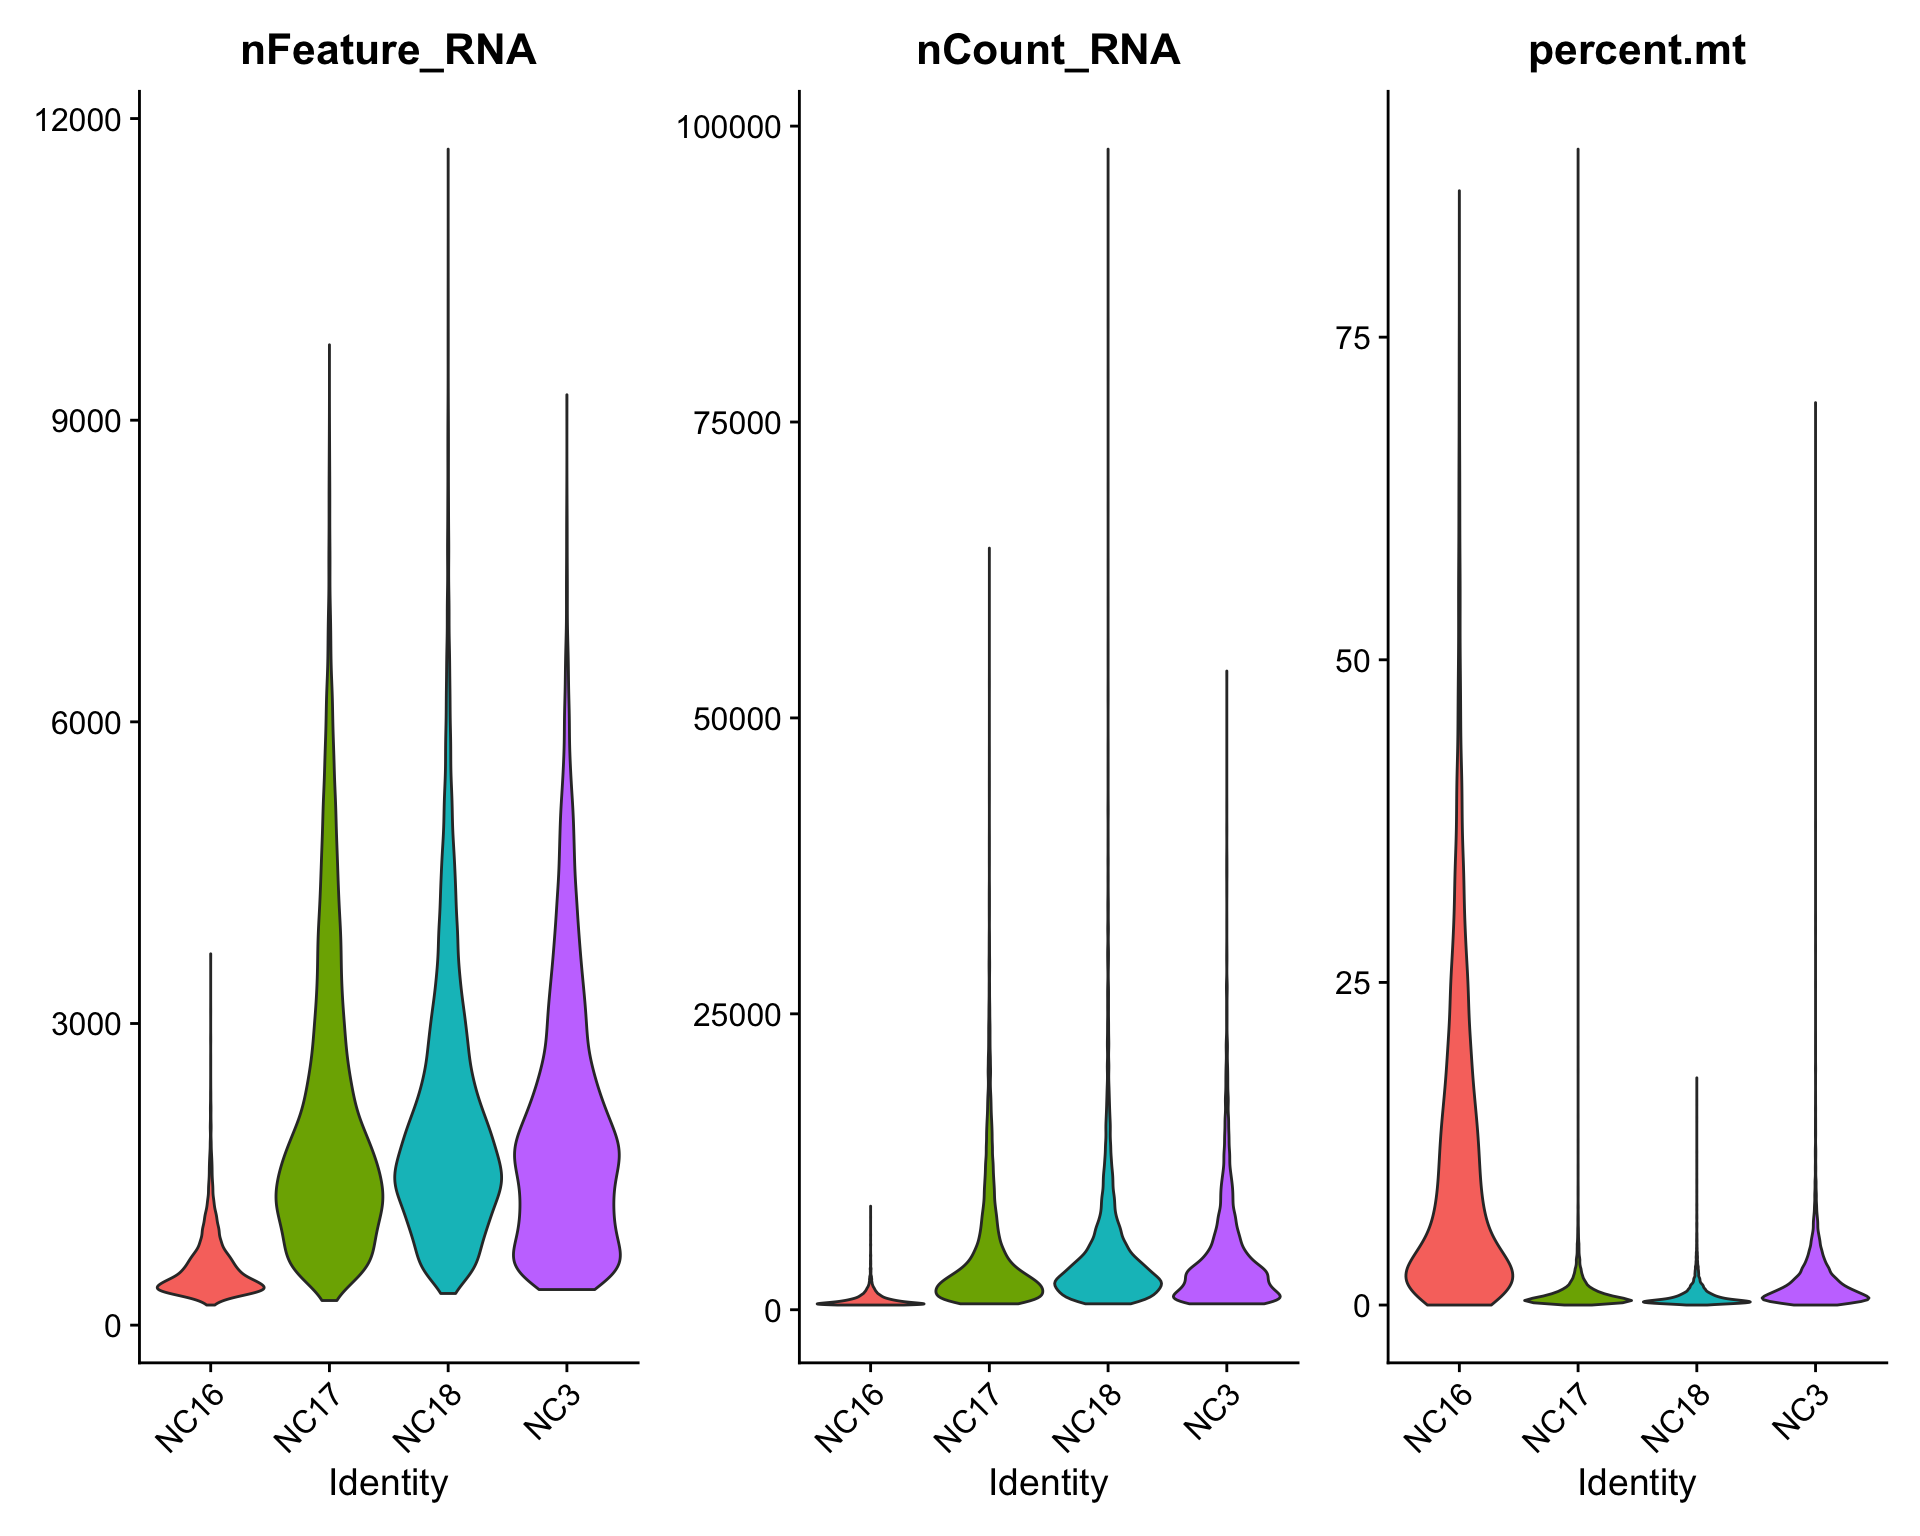 nFeature_RNA
12000
9000
6000
3000
0
NC16
NC17
NC18
NC3
Identity
nCount_RNA
100000
75000
50000
25000
0
NC16
NC17
NC18
NC3
Identity
percent.mt
75
50
25
0
NC16
NC17
NC18
NC3
Identity